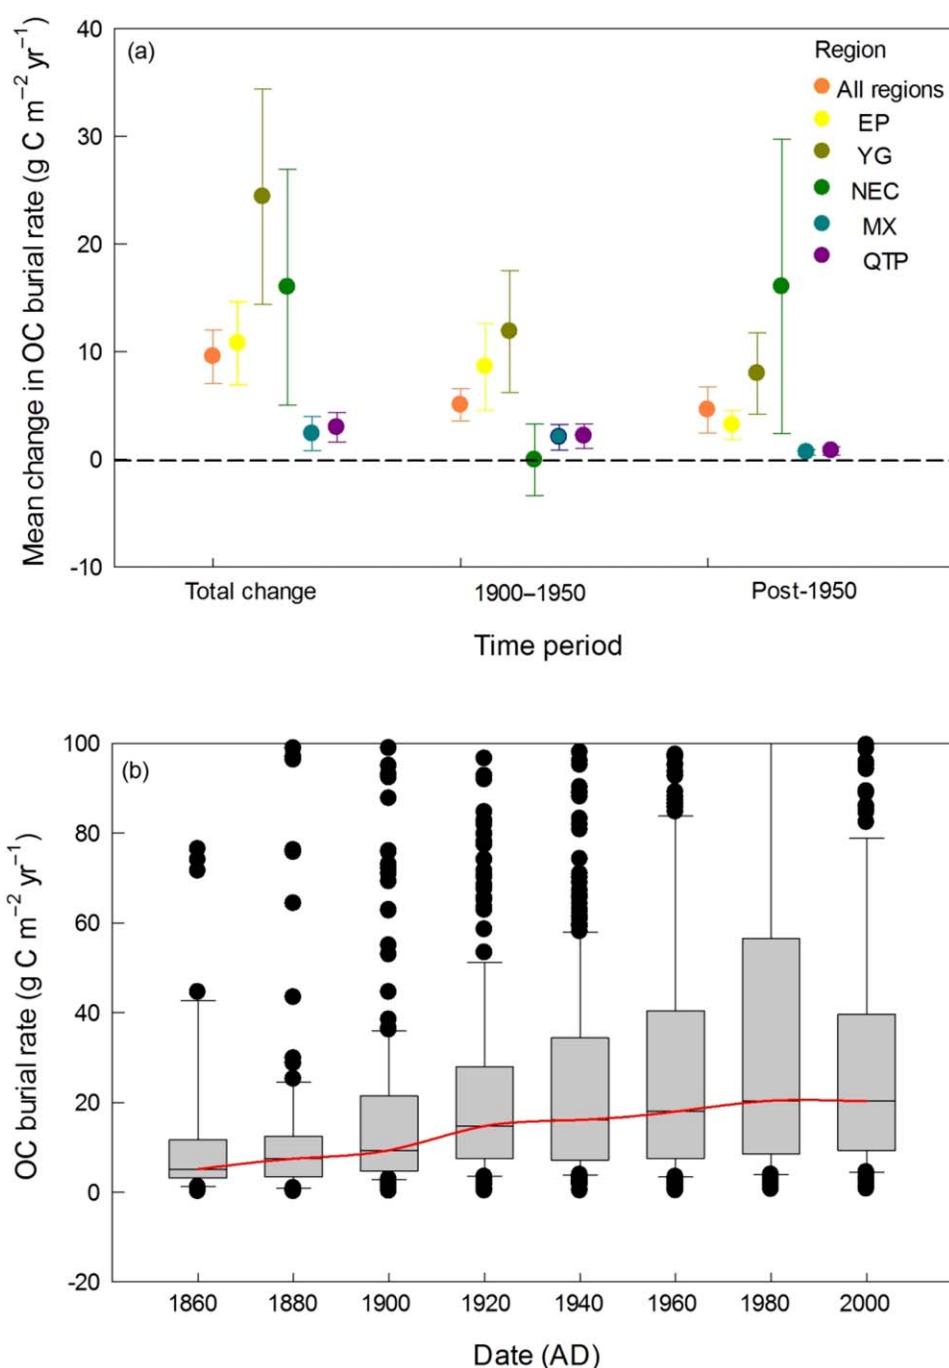 (a)
Mean change in OC burial rate (g C m⁻² yr⁻¹)
40
30
20
10
0
-10
Region
All regions
EP
YG
NEC
MX
QTP
Total change
1900–1950
Post-1950
Time period
(b)
OC burial rate (g C m⁻² yr⁻¹)
100
80
60
40
20
0
-20
1860
1880
1900
1920
1940
1960
1980
2000
Date (AD)